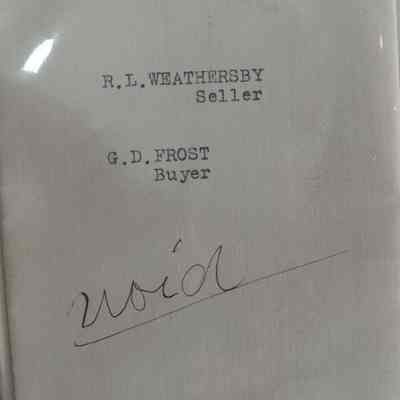 R.L.WEATHERSBY
Seller
G.D.FROST
Buyer
void